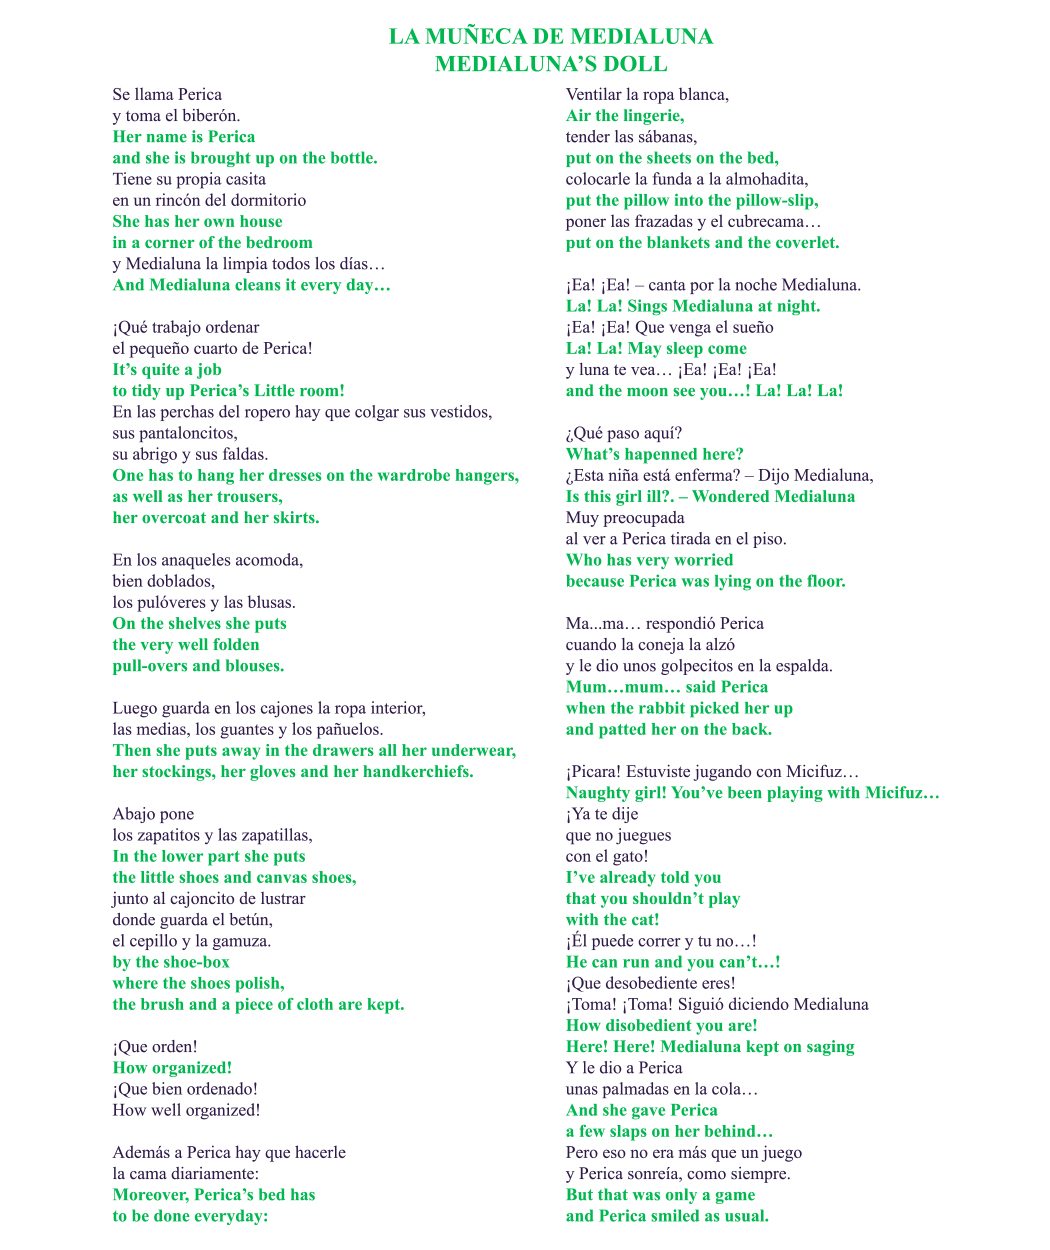 LA MUÑECA DE MEDIALUNA
MEDIALUNA’S DOLL
Se llama Perica
y toma el biberón.
Her name is Perica
and she is brought up on the bottle.
Tiene su propia casita
en un rincón del dormitorio
She has her own house
in a corner of the bedroom
y Medialuna la limpia todos los días…
And Medialuna cleans it every day…
¡Qué trabajo ordenar
el pequeño cuarto de Perica!
It’s quite a job
to tidy up Perica’s Little room!
En las perchas del ropero hay que colgar sus vestidos,
sus pantaloncitos,
su abrigo y sus faldas.
One has to hang her dresses on the wardrobe hangers,
as well as her trousers,
her overcoat and her skirts.
En los anaqueles acomoda,
bien doblados,
los pulóveres y las blusas.
On the shelves she puts
the very well folden
pull-overs and blouses.
Luego guarda en los cajones la ropa interior,
las medias, los guantes y los pañuelos.
Then she puts away in the drawers all her underwear,
her stockings, her gloves and her handkerchiefs.
Abajo pone
los zapatitos y las zapatillas,
In the lower part she puts
the little shoes and canvas shoes,
junto al cajoncito de lustrar
donde guarda el betún,
el cepillo y la gamuza.
by the shoe-box
where the shoes polish,
the brush and a piece of cloth are kept.
¡Que orden!
How organized!
¡Que bien ordenado!
How well organized!
Además a Perica hay que hacerle
la cama diariamente:
Moreover, Perica’s bed has
to be done everyday:
Ventilar la ropa blanca,
Air the lingerie,
tender las sábanas,
put on the sheets on the bed,
colocarle la funda a la almohadita,
put the pillow into the pillow-slip,
poner las frazadas y el cubrecama…
put on the blankets and the coverlet.
¡Ea! ¡Ea! – canta por la noche Medialuna.
La! La! Sings Medialuna at night.
¡Ea! ¡Ea! Que venga el sueño
La! La! May sleep come
y luna te vea… ¡Ea! ¡Ea! ¡Ea!
and the moon see you…! La! La! La!
¿Qué paso aquí?
What’s hapenned here?
¿Esta niña está enferma? – Dijo Medialuna,
Is this girl ill?. – Wondered Medialuna
Muy preocupada
al ver a Perica tirada en el piso.
Who has very worried
because Perica was lying on the floor.
Ma...ma… respondió Perica
cuando la coneja la alzó
y le dio unos golpecitos en la espalda.
Mum…mum… said Perica
when the rabbit picked her up
and patted her on the back.
¡Picara! Estuviste jugando con Micifuz…
Naughty girl! You’ve been playing with Micifuz…
¡Ya te dije
que no juegues
con el gato!
I’ve already told you
that you shouldn’t play
with the cat!
¡Él puede correr y tu no…!
He can run and you can’t…!
¡Que desobediente eres!
¡Toma! ¡Toma! Siguió diciendo Medialuna
How disobedient you are!
Here! Here! Medialuna kept on saging
Y le dio a Perica
unas palmadas en la cola…
And she gave Perica
a few slaps on her behind…
Pero eso no era más que un juego
y Perica sonreía, como siempre.
But that was only a game
and Perica smiled as usual.